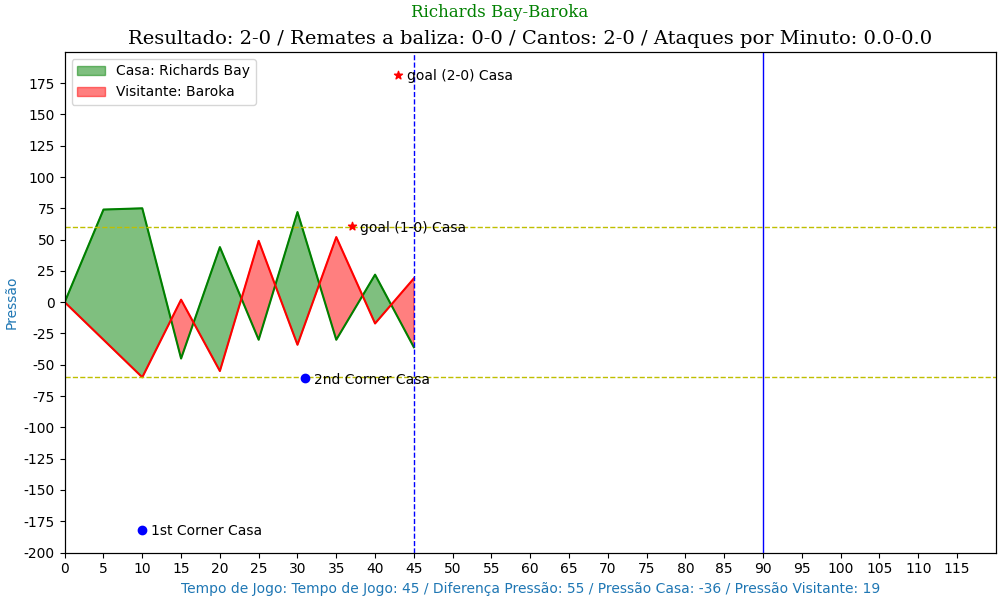 Richards Bay-Baroka
Resultado: 2-0 / Remates a baliza: 0-0 / Cantos: 2-0 / Ataques por Minuto: 0.0-0.0
Casa: Richards Bay
Visitante: Baroka
goal (2-0) Casa
goal (1-0) Casa
2nd Corner Casa
1st Corner Casa
Pressão
175
150
125
100
75
50
25
0
-25
-50
-75
-100
-125
-150
-175
-200
0 5 10 15 20 25 30 35 40 45 50 55 60 65 70 75 80 85 90 95 100 105 110 115
Tempo de Jogo: Tempo de Jogo: 45 / Diferença Pressão: 55 / Pressão Casa: -36 / Pressão Visitante: 19